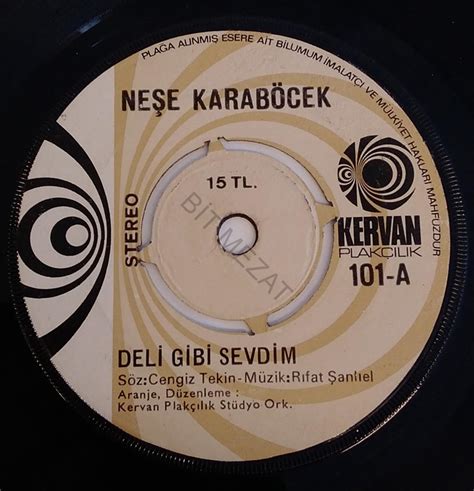 PLAĞA ALINMIŞ ESERE AİT BİLUMUM İMALATÇI VE MÜLKİYET HAKLARI MAHFUZDUR
NEŞE KARABÖCEK
15 TL.
STEREO
BİTMEZAT
KERVAN
PLAKÇILIK
101-A
DELİ GİBİ SEVDİM
Söz:Cengiz Tekin-Müzik:Rıfat Şanlıel
Aranje, Düzenleme :
Kervan Plakçılık Stüdyo Ork.